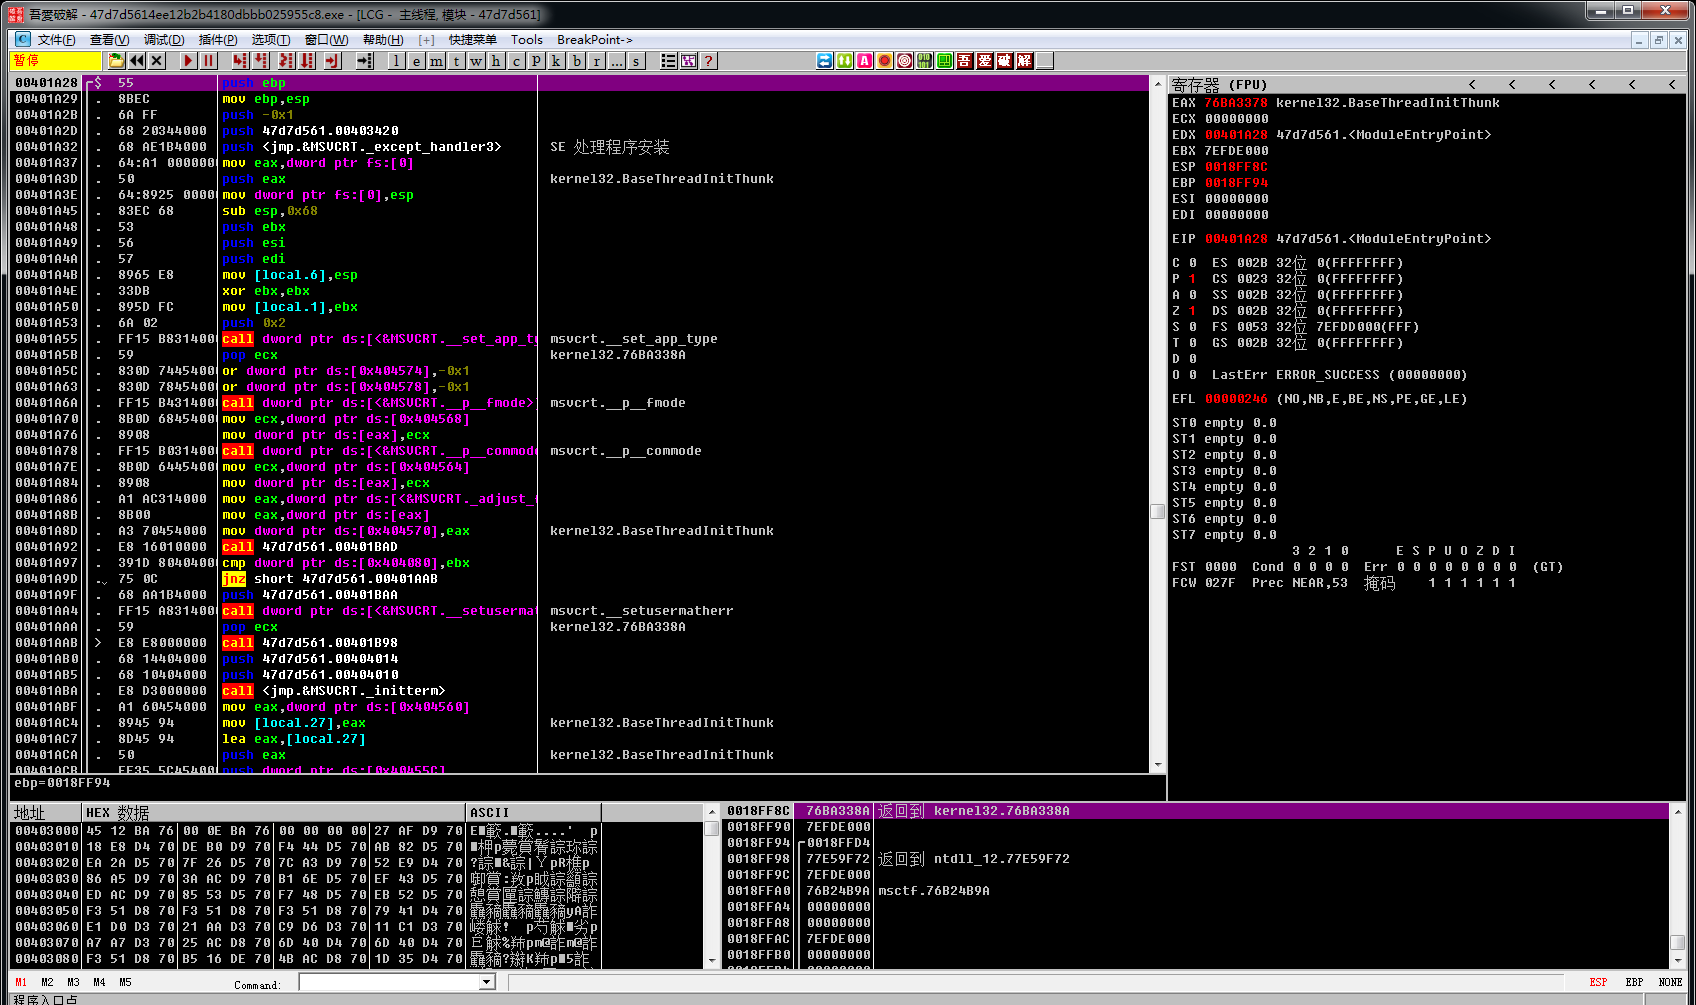 吾愛破解 - 47d7d5614ee12b2b4180dbbb025955c8.exe - [LCG - 主线程, 模块 - 47d7d561]
文件(F) 查看(V) 调试(D) 插件(P) 选项(T) 窗口(W) 帮助(H) [+] 快捷菜单 Tools BreakPoint->
暂停 l e m t w h c p k b r ... s ? 吾 爱 破 解
00401A28 $ 55 push ebp
00401A29 . 8BEC mov ebp,esp
00401A2B . 6A FF push -0x1
00401A2D . 68 20344000 push 47d7d561.00403420
00401A32 . 68 AE1B4000 push <jmp.&MSVCRT._except_handler3> SE 处理程序安装
00401A37 . 64:A1 0000000 mov eax,dword ptr fs:[0]
00401A3D . 50 push eax kernel32.BaseThreadInitThunk
00401A3E . 64:8925 0000 mov dword ptr fs:[0],esp
00401A45 . 83EC 68 sub esp,0x68
00401A48 . 53 push ebx
00401A49 . 56 push esi
00401A4A . 57 push edi
00401A4B . 8965 E8 mov [local.6],esp
00401A4E . 33DB xor ebx,ebx
00401A50 . 895D FC mov [local.1],ebx
00401A53 . 6A 02 push 0x2
00401A55 . FF15 B8314000 call dword ptr ds:[<&MSVCRT.__set_app_ty msvcrt.__set_app_type
00401A5B . 59 pop ecx kernel32.76BA338A
00401A5C . 830D 74454000 or dword ptr ds:[0x404574],-0x1
00401A63 . 830D 78454000 or dword ptr ds:[0x404578],-0x1
00401A6A . FF15 B4314000 call dword ptr ds:[<&MSVCRT.__p__fmode>] msvcrt.__p__fmode
00401A70 . 8B0D 68454000 mov ecx,dword ptr ds:[0x404568]
00401A76 . 8908 mov dword ptr ds:[eax],ecx
00401A78 . FF15 B0314000 call dword ptr ds:[<&MSVCRT.__p__commode msvcrt.__p__commode
00401A7E . 8B0D 64454000 mov ecx,dword ptr ds:[0x404564]
00401A84 . 8908 mov dword ptr ds:[eax],ecx
00401A86 . A1 AC314000 mov eax,dword ptr ds:[<&MSVCRT._adjust_f
00401A8B . 8B00 mov eax,dword ptr ds:[eax]
00401A8D . A3 70454000 mov dword ptr ds:[0x404570],eax kernel32.BaseThreadInitThunk
00401A92 . E8 16010000 call 47d7d561.00401BAD
00401A97 . 391D 80404000 cmp dword ptr ds:[0x404080],ebx
00401A9D . 75 0C jnz short 47d7d561.00401AAB
00401A9F . 68 AA1B4000 push 47d7d561.00401BAA
00401AA4 . FF15 A8314000 call dword ptr ds:[<&MSVCRT.__setusermat msvcrt.__setusermatherr
00401AAA . 59 pop ecx kernel32.76BA338A
00401AAB > E8 E8000000 call 47d7d561.00401B98
00401AB0 . 68 14404000 push 47d7d561.00404014
00401AB5 . 68 10404000 push 47d7d561.00404010
00401ABA . E8 D3000000 call <jmp.&MSVCRT._initterm>
00401ABF . A1 60454000 mov eax,dword ptr ds:[0x404560]
00401AC4 . 8945 94 mov [local.27],eax kernel32.BaseThreadInitThunk
00401AC7 . 8D45 94 lea eax,[local.27]
00401ACA . 50 push eax kernel32.BaseThreadInitThunk
00401ACB . FF35 5C454000 push dword ptr ds:[0x40455C]
ebp=0018FF94
寄存器 (FPU) < < < < < <
EAX 76BA3378 kernel32.BaseThreadInitThunk
ECX 00000000
EDX 00401A28 47d7d561.<ModuleEntryPoint>
EBX 7EFDE000
ESP 0018FF8C
EBP 0018FF94
ESI 00000000
EDI 00000000
EIP 00401A28 47d7d561.<ModuleEntryPoint>
C 0 ES 002B 32位 0(FFFFFFFF)
P 1 CS 0023 32位 0(FFFFFFFF)
A 0 SS 002B 32位 0(FFFFFFFF)
Z 1 DS 002B 32位 0(FFFFFFFF)
S 0 FS 0053 32位 7EFDD000(FFF)
T 0 GS 002B 32位 0(FFFFFFFF)
D 0
O 0 LastErr ERROR_SUCCESS (00000000)
EFL 00000246 (NO,NB,E,BE,NS,PE,GE,LE)
ST0 empty 0.0
ST1 empty 0.0
ST2 empty 0.0
ST3 empty 0.0
ST4 empty 0.0
ST5 empty 0.0
ST6 empty 0.0
ST7 empty 0.0
3 2 1 0 E S P U O Z D I
FST 0000 Cond 0 0 0 0 Err 0 0 0 0 0 0 0 0 (GT)
FCW 027F Prec NEAR,53 掩码 1 1 1 1 1 1
地址 HEX 数据 ASCII
00403000 45 12 BA 76 00 0E BA 76 00 00 00 00 27 AF D9 70
00403010 18 E8 D4 70 DE B0 D9 70 F4 44 D5 70 AB 82 D5 70
00403020 EA 2A D5 70 7F 26 D5 70 7C A3 D9 70 52 E9 D4 70
00403030 86 A5 D9 70 3A AC D9 70 B1 6E D5 70 EF 43 D5 70
00403040 ED AC D9 70 85 53 D5 70 F7 48 D5 70 EB 52 D5 70
00403050 F3 51 D8 70 F3 51 D8 70 F3 51 D8 70 79 41 D4 70
00403060 E1 D0 D3 70 21 AA D3 70 C9 D6 D3 70 11 C1 D3 70
00403070 A7 A7 D3 70 25 AC D8 70 6D 40 D4 70 6D 40 D4 70
00403080 F3 51 D8 70 B5 16 DE 70 4B AC D8 70 1D 35 D4 70
0018FF8C 76BA338A 返回到 kernel32.76BA338A
0018FF90 7EFDE000
0018FF94 0018FFD4
0018FF98 77E59F72 返回到 ntdll_12.77E59F72
0018FF9C 7EFDE000
0018FFA0 76B24B9A msctf.76B24B9A
0018FFA4 00000000
0018FFA8 00000000
0018FFAC 7EFDE000
0018FFB0 00000000
0018FFB4 00000000
M1 M2 M3 M4 M5 Command: ESP EBP NONE
程序入口点